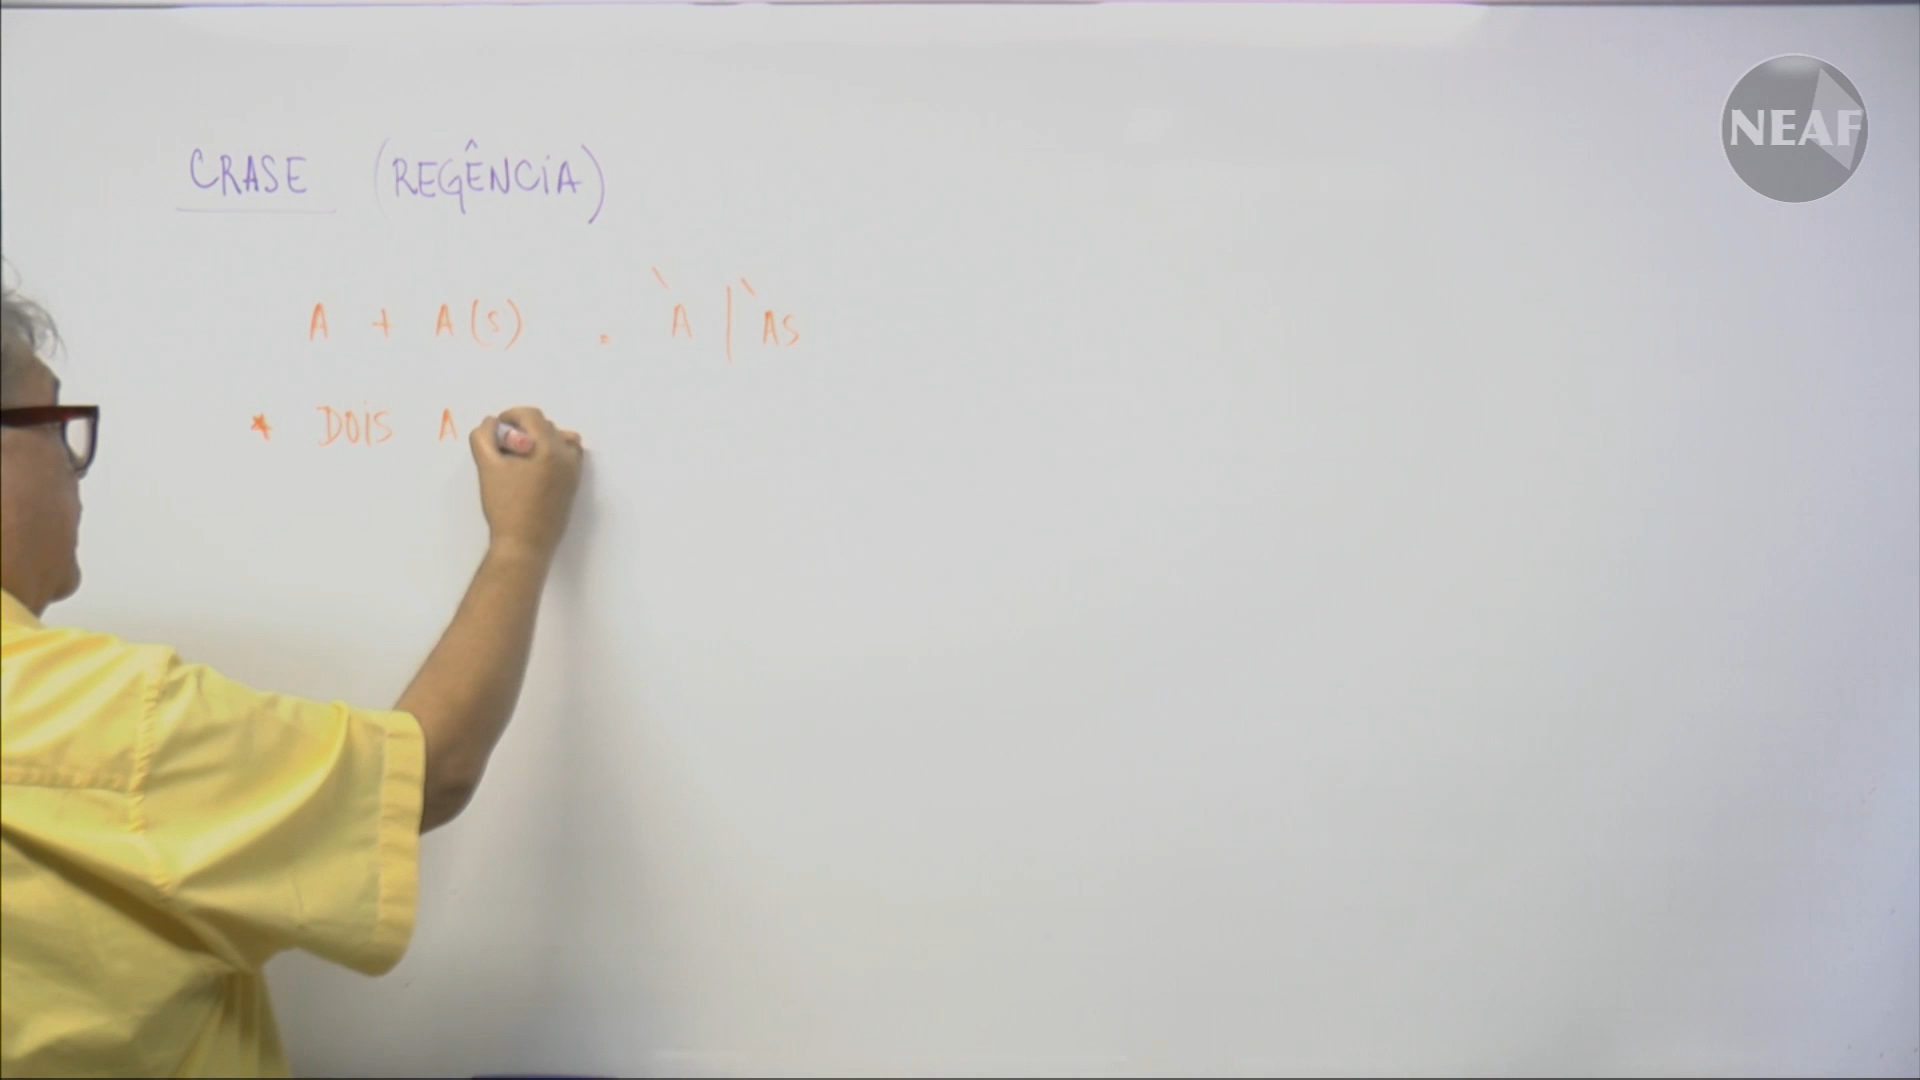 NEAF
CRASE (REGÊNCIA)
A + A(S) = À | ÀS
* DOIS A